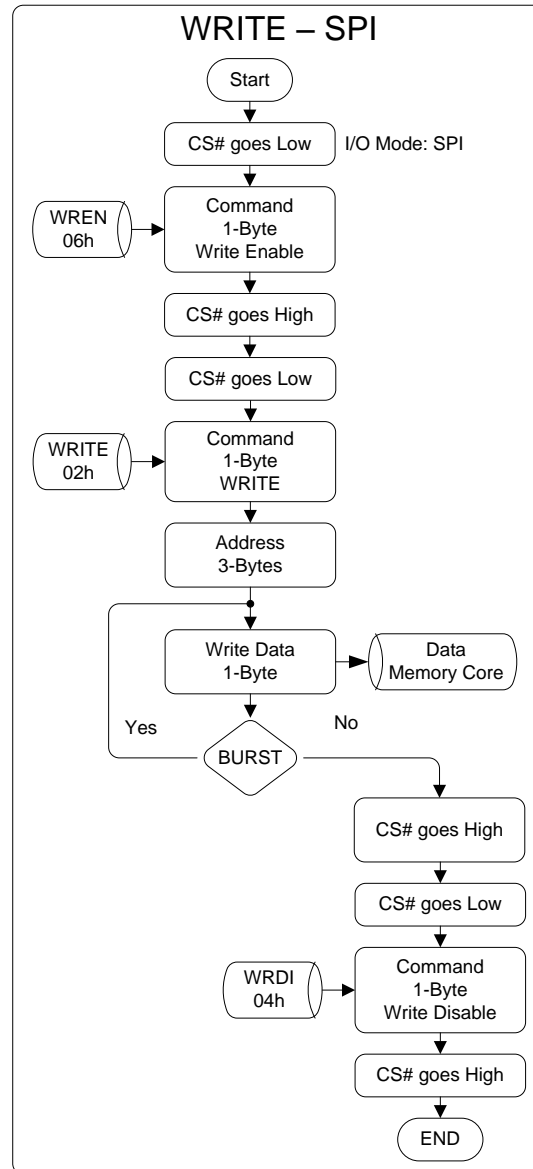 WRITE – SPI
Start
CS# goes Low
I/O Mode: SPI
WREN
06h
Command
1-Byte
Write Enable
CS# goes High
CS# goes Low
WRITE
02h
Command
1-Byte
WRITE
Address
3-Bytes
Write Data
1-Byte
Data
Memory Core
Yes
No
BURST
CS# goes High
CS# goes Low
WRDI
04h
Command
1-Byte
Write Disable
CS# goes High
END